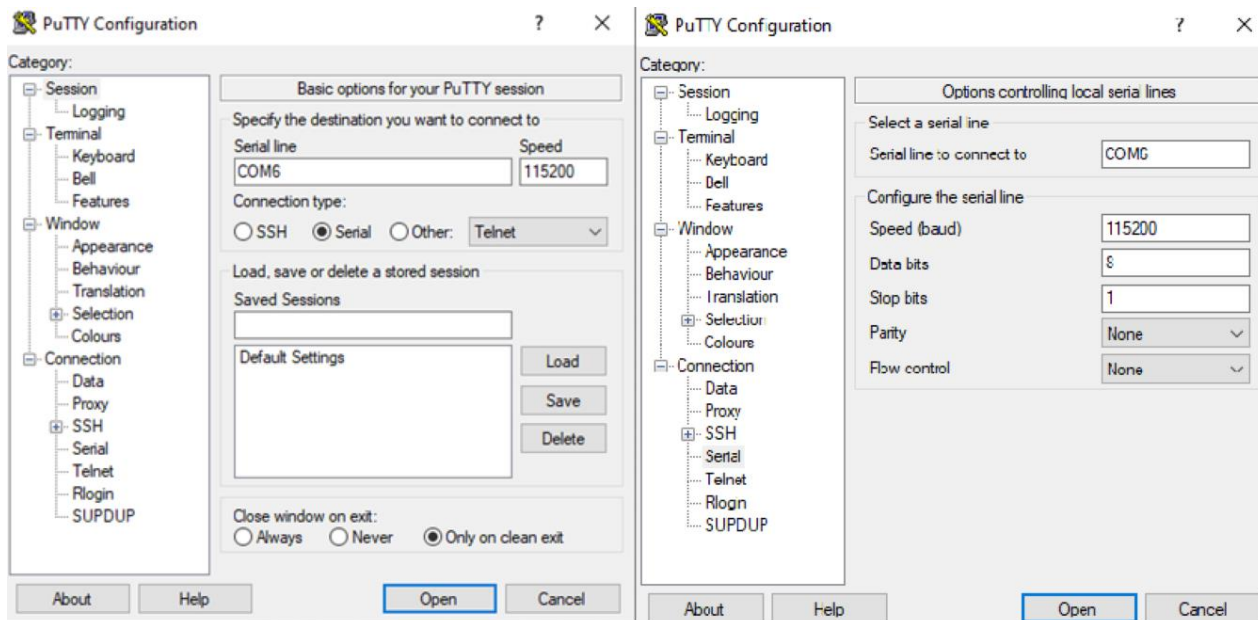 PuTTY Configuration
?
Category:
Session
Logging
Terminal
Keyboard
Bell
Features
Window
Appearance
Behaviour
Translation
Selection
Colours
Connection
Data
Proxy
SSH
Serial
Telnet
Rlogin
SUPDUP
Basic options for your PuTTY session
Specify the destination you want to connect to
Serial line Speed
COM6 115200
Connection type:
SSH Serial Other: Telnet
Load, save or delete a stored session
Saved Sessions
Default Settings
Load
Save
Delete
Close window on exit:
Always Never Only on clean exit
About Help Open Cancel
PuTTY Configuration
?
Category:
Session
Logging
Terminal
Keyboard
Bell
Features
Window
Appearance
Behaviour
Translation
Selection
Colours
Connection
Data
Proxy
SSH
Serial
Telnet
Rlogin
SUPDUP
Options controlling local serial lines
Select a serial line
Serial line to connect to COM6
Configure the serial line
Speed (baud) 115200
Data bits 8
Stop bits 1
Parity None
Flow control None
About Help Open Cancel